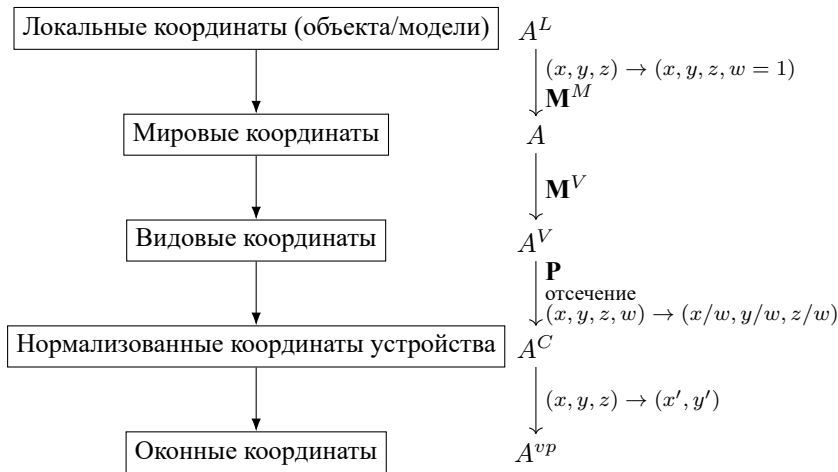 Локальные координаты (объекта/модели) A^L
(x, y, z) → (x, y, z, w = 1)
M^M
Мировые координаты A
M^V
Видовые координаты A^V
P
отсечение
(x, y, z, w) → (x/w, y/w, z/w)
Нормализованные координаты устройства A^C
(x, y, z) → (x′, y′)
Оконные координаты A^{vp}